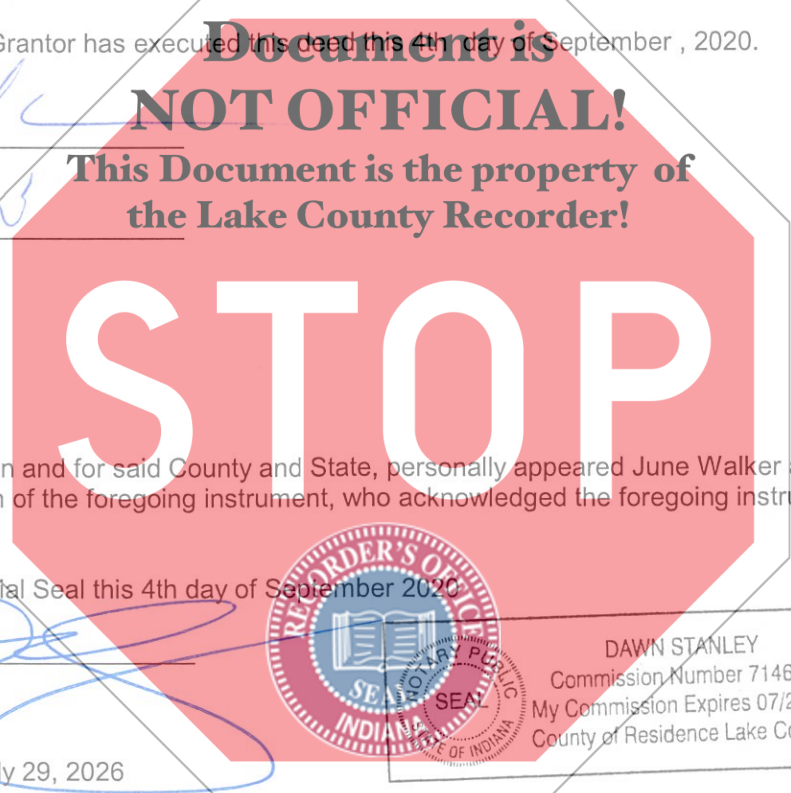 Grantor has executed this deed this 4th day of September , 2020.
Document is
NOT OFFICIAL!
This Document is the property of
the Lake County Recorder!
STOP
n and for said County and State, personally appeared June Walker
n of the foregoing instrument, who acknowledged the foregoing instru
ial Seal this 4th day of September 2020
RECORDER'S OFFICE
SEAL
INDIANA
NOTARY PUBLIC
SEAL
STATE OF INDIANA
DAWN STANLEY
Commission Number 7146
My Commission Expires 07/2
County of Residence Lake Co
ly 29, 2026